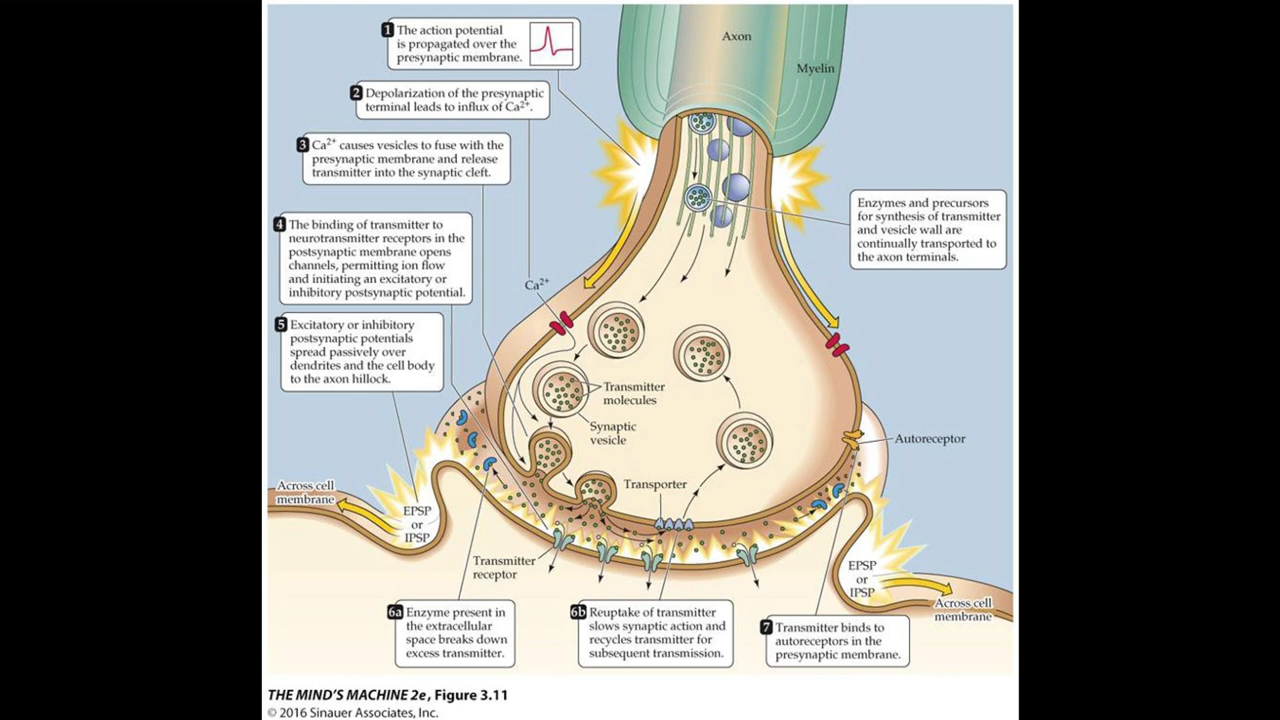 1 The action potential
is propagated over the
presynaptic membrane.
Axon
Myelin
2 Depolarization of the presynaptic
terminal leads to influx of Ca²⁺.
3 Ca²⁺ causes vesicles to fuse with the
presynaptic membrane and release
transmitter into the synaptic cleft.
Enzymes and precursors
for synthesis of transmitter
and vesicle wall are
continually transported to
the axon terminals.
4 The binding of transmitter to
neurotransmitter receptors in the
postsynaptic membrane opens
channels, permitting ion flow
and initiating an excitatory or
inhibitory postsynaptic potential.
Ca²⁺
5 Excitatory or inhibitory
postsynaptic potentials
spread passively over
dendrites and the cell body
to the axon hillock.
Transmitter
molecules
Synaptic
vesicle
Autoreceptor
Transporter
Across cell
membrane
EPSP
or
IPSP
Transmitter
receptor
EPSP
or
IPSP
Across cell
membrane
6a Enzyme present in
the extracellular
space breaks down
excess transmitter.
6b Reuptake of transmitter
slows synaptic action and
recycles transmitter for
subsequent transmission.
7 Transmitter binds to
autoreceptors in the
presynaptic membrane.
THE MIND'S MACHINE 2e, Figure 3.11
© 2016 Sinauer Associates, Inc.